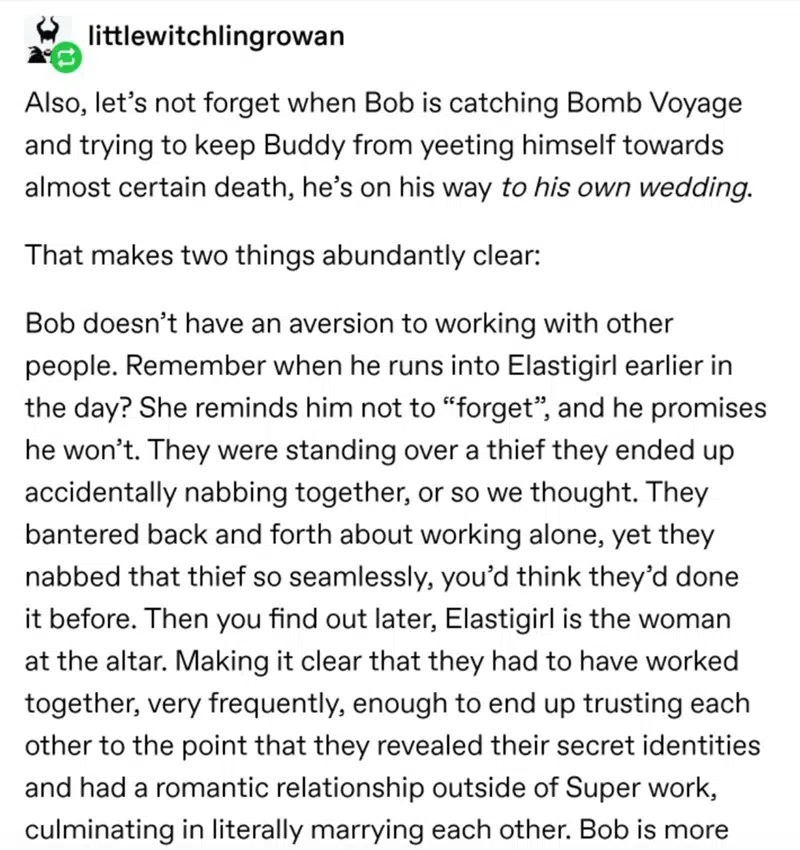 littlewitchlingrowan
Also, let’s not forget when Bob is catching Bomb Voyage
and trying to keep Buddy from yeeting himself towards
almost certain death, he’s on his way to his own wedding.
That makes two things abundantly clear:
Bob doesn’t have an aversion to working with other
people. Remember when he runs into Elastigirl earlier in
the day? She reminds him not to “forget”, and he promises
he won’t. They were standing over a thief they ended up
accidentally nabbing together, or so we thought. They
bantered back and forth about working alone, yet they
nabbed that thief so seamlessly, you’d think they’d done
it before. Then you find out later, Elastigirl is the woman
at the altar. Making it clear that they had to have worked
together, very frequently, enough to end up trusting each
other to the point that they revealed their secret identities
and had a romantic relationship outside of Super work,
culminating in literally marrying each other. Bob is more